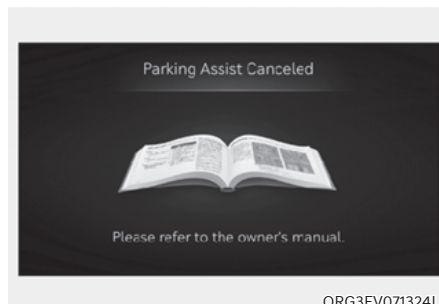 Parking Assist Canceled
Please refer to the owner's manual.
ORG3EV071324L